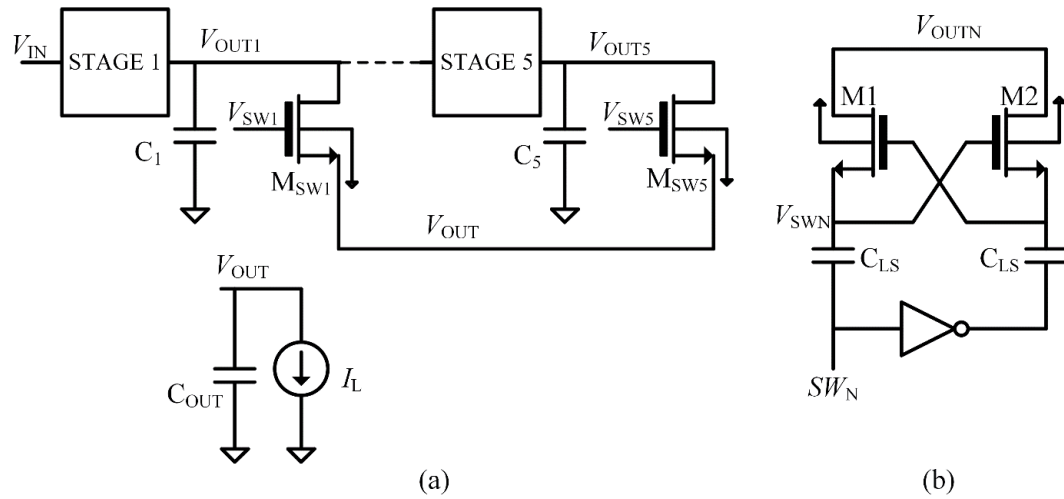 V_IN
STAGE 1
V_OUT1
STAGE 5
V_OUT5
V_SW1
V_SW5
C_1
C_5
M_SW1
M_SW5
V_OUT
V_OUT
C_OUT
I_L
(a)
V_OUTN
M1
M2
V_SWN
C_LS
C_LS
SW_N
(b)